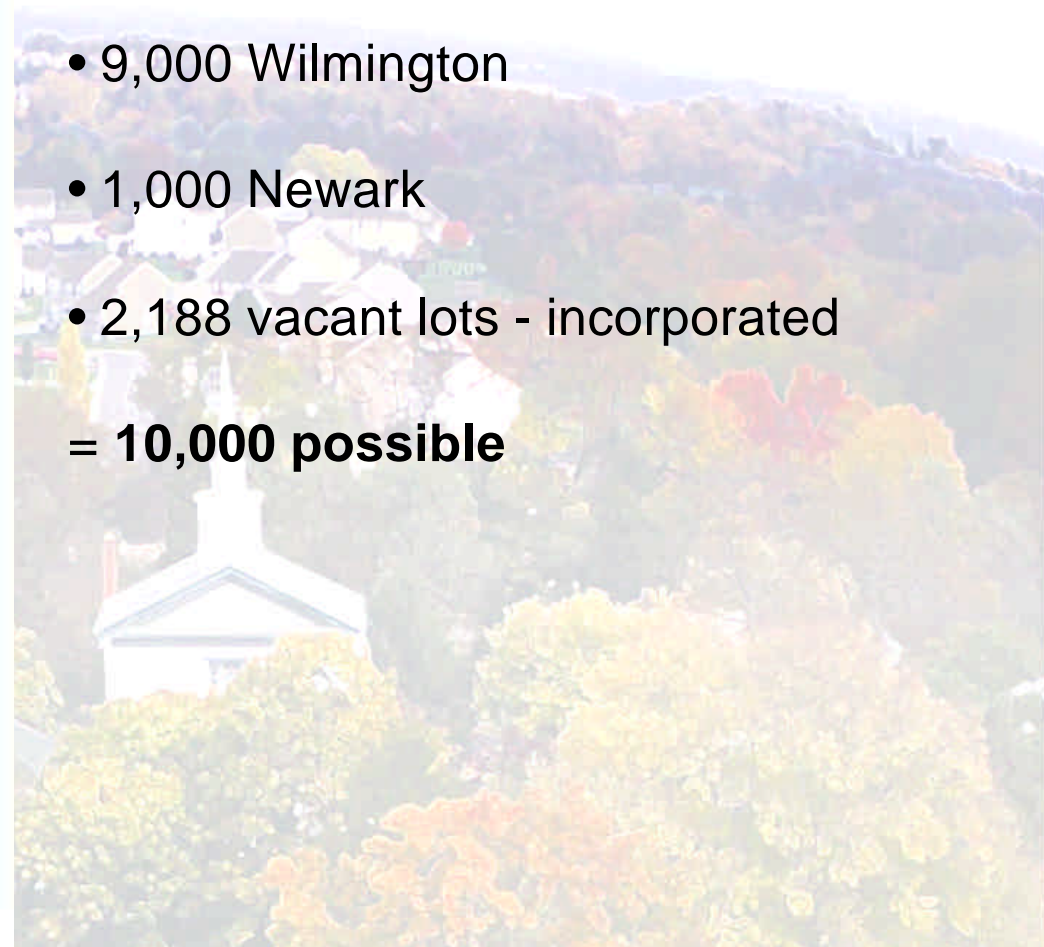 • 9,000 Wilmington
• 1,000 Newark
• 2,188 vacant lots - incorporated
= 10,000 possible